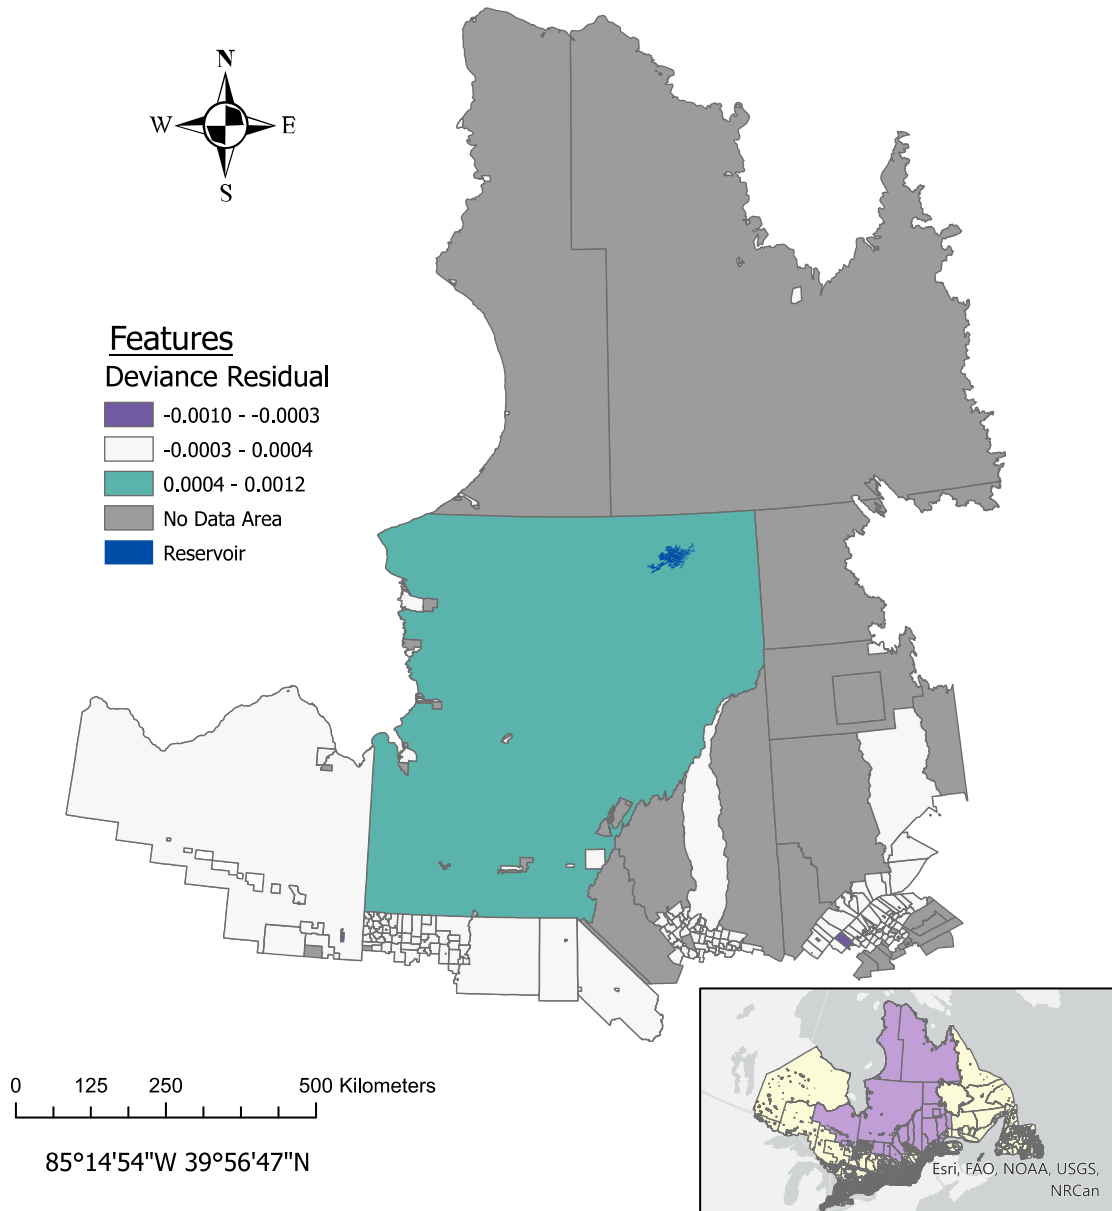 N
W E
S
Features
Deviance Residual
-0.0010 - -0.0003
-0.0003 - 0.0004
0.0004 - 0.0012
No Data Area
Reservoir
0 125 250 500 Kilometers
85°14'54"W 39°56'47"N
Esri, FAO, NOAA, USGS,
NRCan